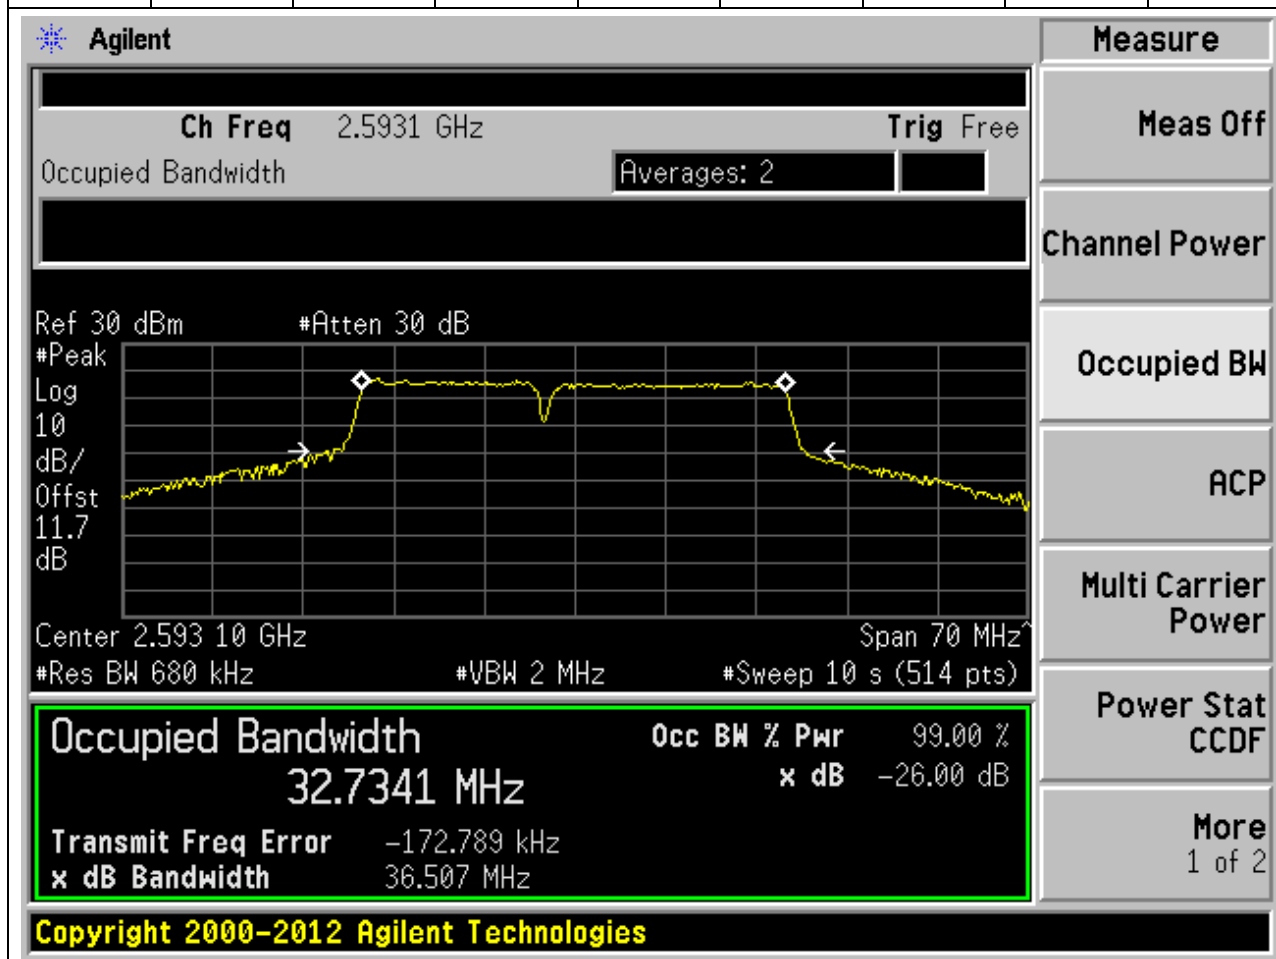 Agilent
Measure
Ch Freq 2.5931 GHz Trig Free
Meas Off
Occupied Bandwidth Averages: 2
Channel Power
Ref 30 dBm #Atten 30 dB
#Peak
Log
10
dB/
Offst
11.7
dB
Occupied BW
ACP
Center 2.593 10 GHz Span 70 MHz^
#Res BW 680 kHz #VBW 2 MHz #Sweep 10 s (514 pts)
Multi Carrier
Power
Occupied Bandwidth Occ BW % Pwr 99.00 %
32.7341 MHz x dB -26.00 dB
Power Stat
CCDF
Transmit Freq Error -172.789 kHz
x dB Bandwidth 36.507 MHz
More
1 of 2
Copyright 2000-2012 Agilent Technologies